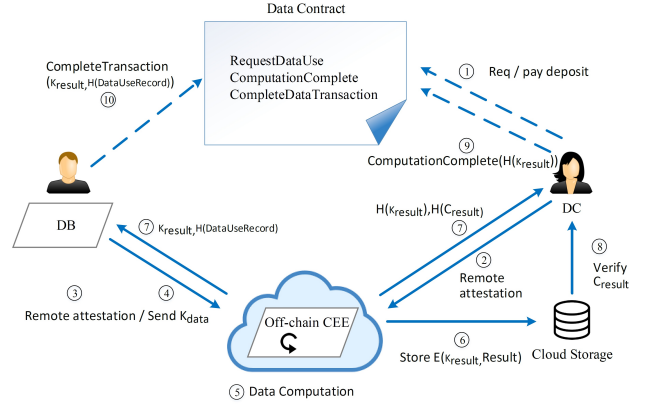 Data Contract
RequestDataUse
ComputationComplete
CompleteDataTransaction
CompleteTransaction
(Kresult,H(DataUseRecord))
⑩
① Req / pay deposit
⑨
ComputationComplete(H(Kresult))
DB
DC
⑦ Kresult,H(DataUseRecord)
H(Kresult),H(Cresult)
⑦
②
Remote
attestation
⑧
Verify
Cresult
③ ④
Remote attestation / Send Kdata
Off-chain CEE
⑥
Store E(Kresult,Result)
Cloud Storage
⑤ Data Computation